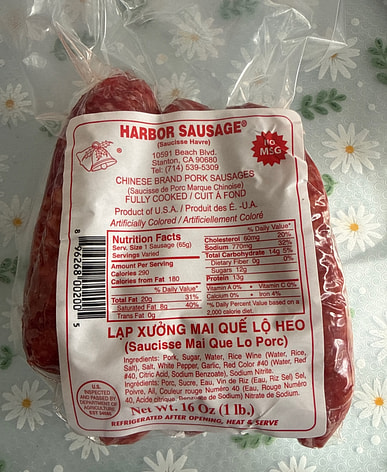 HARBOR SAUSAGE®
(Saucisse Havre)
no
MSG
10591 Beach Blvd.
Stanton, CA 90680
Tel: (714) 539-5309
CHINESE BRAND PORK SAUSAGES
(Saucisse de Porc Marque Chinoise)
FULLY COOKED / CUIT À FOND
Product of U.S.A. / Produit des É. -U.A.
Artificially Colored / Artificiellement Coloré
Nutrition Facts
Serv. Size 1 Sausage (65g)
Servings Varied
Amount Per Serving
Calories 290
Calories from Fat 180
% Daily Value*
Total Fat 20g 31%
Saturated Fat 8g 40%
Trans Fat 0g
% Daily Value*
Cholesterol 60mg 20%
Sodium 770mg 32%
Total Carbohydrate 14g 5%
Dietary Fiber 0g 0%
Sugars 12g
Protein 13g
Vitamin A 0% • Vitamin C 0%
Calcium 0% • Iron 4%
*% Daily Percent Value based on a
2,000 calorie diet.
8 96268 00200 5
LẠP XƯỞNG MAI QUẾ LỘ HEO
(Saucisse Mai Que Lo Porc)
Ingredients: Pork, Sugar, Water, Rice Wine (Water, Rice,
Salt), Salt, White Pepper, Garlic, Red Color #40 (Water, Red
#40, Citric Acid, Sodium Benzoate), Sodium Nitrite.
Ingrédients: Porc, Sucre, Eau, Vin de Riz (Eau, Riz Sel) Sel,
Poivre, Ail, Couleur rouge Numéro 40 (Eau, Rouge Numéro
40, Acide citrique, Benzoate de Sodium) Nitrate de Sodium.
U.S.
INSPECTED
AND PASSED BY
DEPARTMENT OF
AGRICULTURE
Net Wt. 16 Oz (1 lb.)
REFRIGERATED AFTER OPENING, HEAT & SERVE